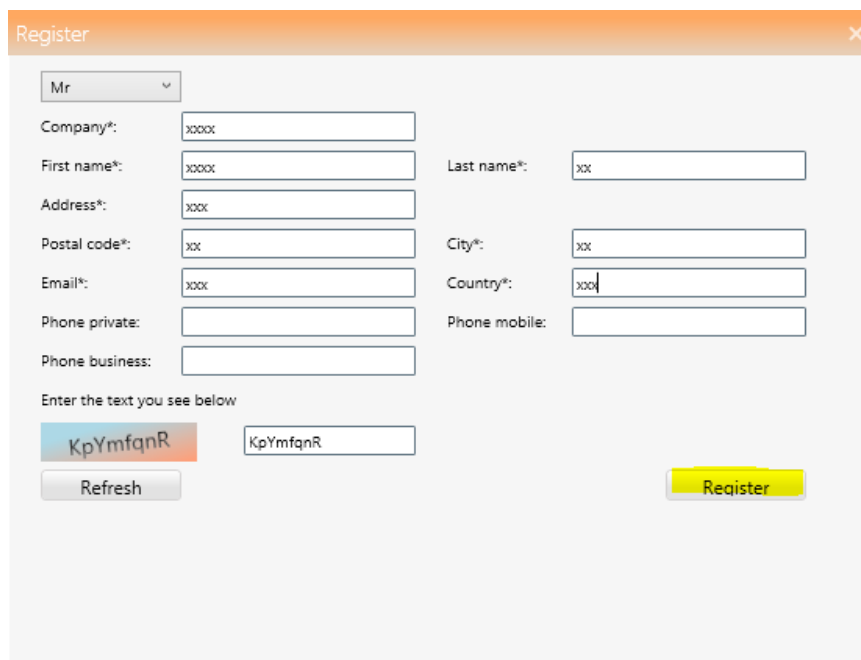 Register
Mr
Company*: xxxx
First name*: xxxx Last name*: xx
Address*: xxx
Postal code*: xx City*: xx
Email*: xxx Country*: xxx
Phone private: Phone mobile:
Phone business:
Enter the text you see below
KpYmfqnR KpYmfqnR
Refresh Register